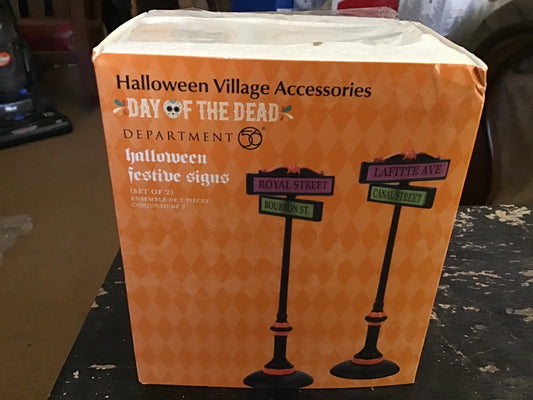 Halloween Village Accessories
DAY OF THE DEAD
DEPARTMENT 56
halloween
festive signs
(SET OF 2)
ENSEMBLE DE 2 PIÈCES
CONJUNTO DE 2
ROYAL STREET
BOURBON ST.
LAFITTE AVE
CANAL STREET